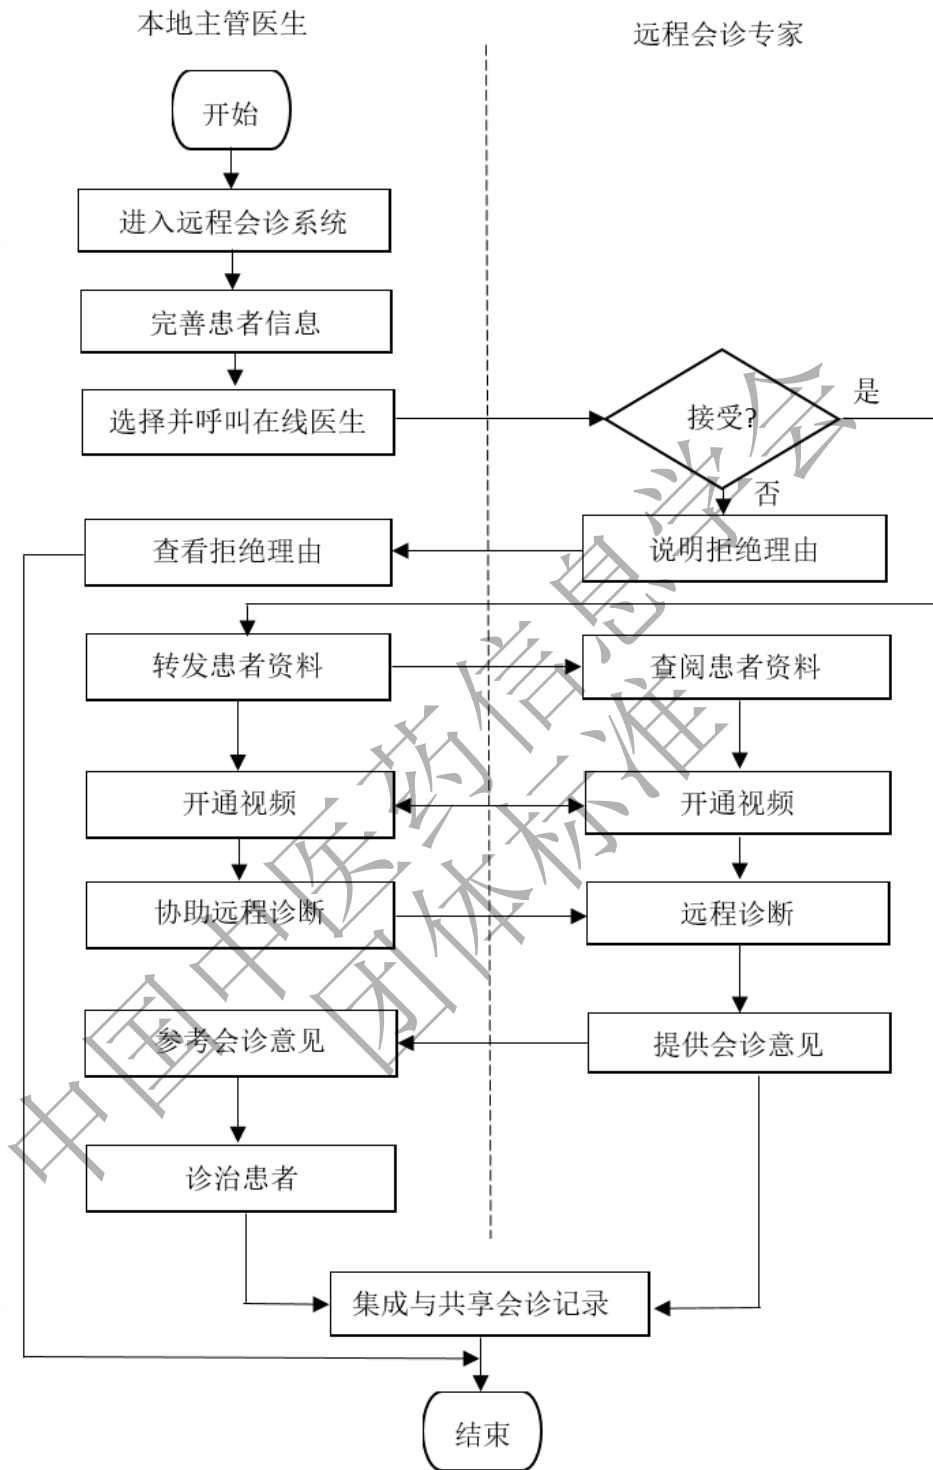 本地主管医生
远程会诊专家
开始
进入远程会诊系统
完善患者信息
选择并呼叫在线医生
接受?
是
否
查看拒绝理由
说明拒绝理由
转发患者资料
查阅患者资料
开通视频
开通视频
协助远程诊断
远程诊断
参考会诊意见
提供会诊意见
诊治患者
集成与共享会诊记录
结束
中国中医药信息学会
团体标准